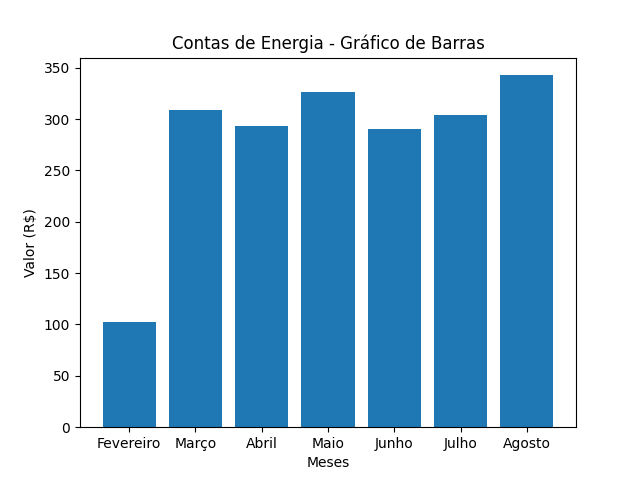 Contas de Energia - Gráfico de Barras
350
300
250
200
150
100
50
0
Valor (R$)
Fevereiro Março Abril Maio Junho Julho Agosto
Meses